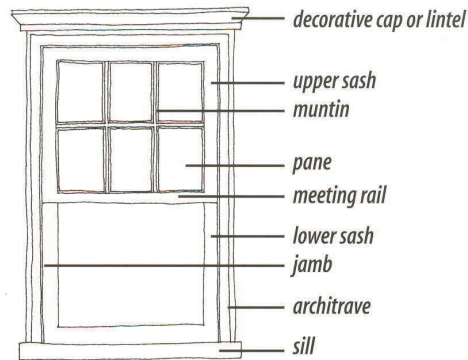 decorative cap or lintel
upper sash
muntin
pane
meeting rail
lower sash
jamb
architrave
sill